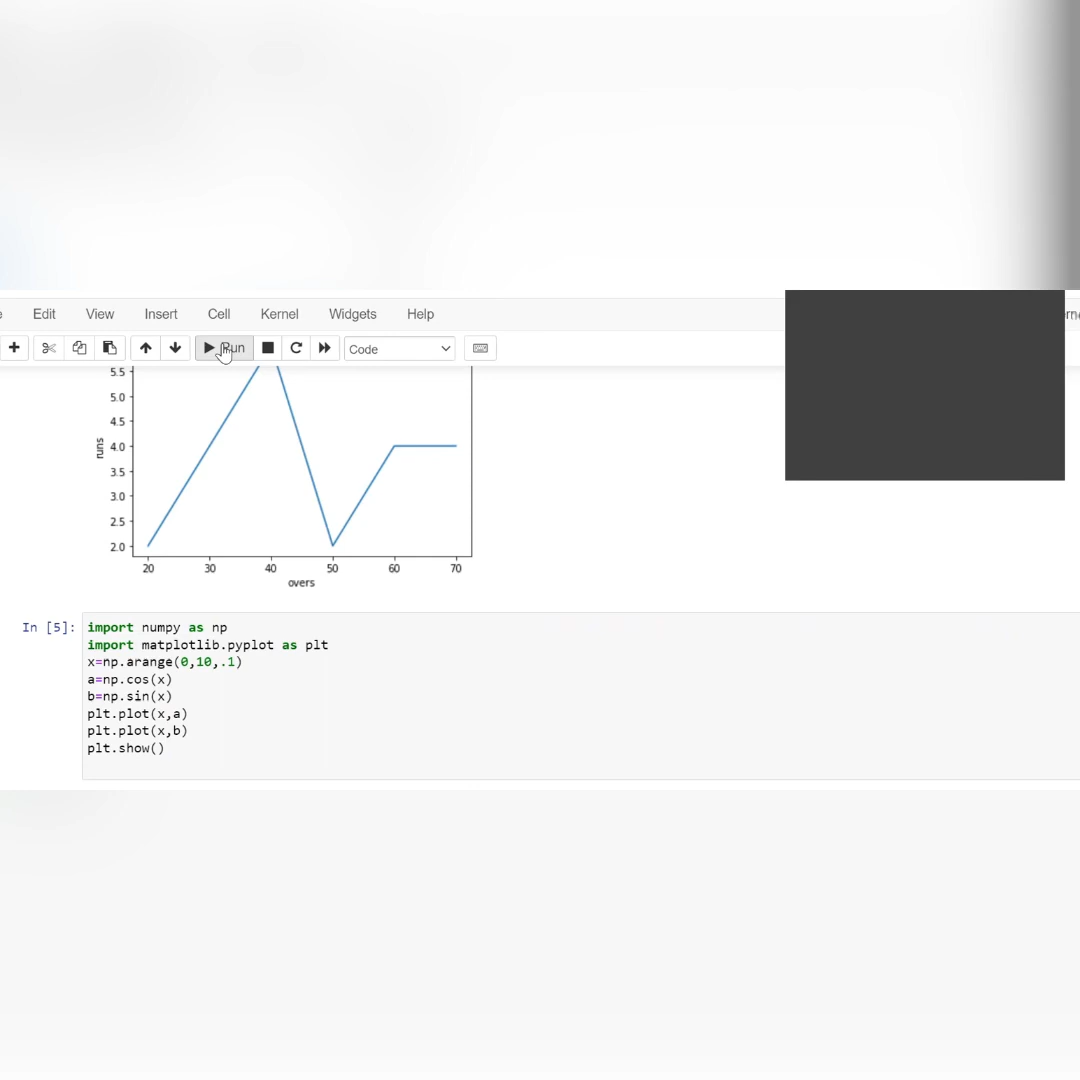 Edit View Insert Cell Kernel Widgets Help
Run Code
5.5
5.0
4.5
4.0
3.5
3.0
2.5
2.0
runs
20 30 40 50 60 70
overs
In [5]:
import numpy as np
import matplotlib.pyplot as plt
x=np.arange(0,10,.1)
a=np.cos(x)
b=np.sin(x)
plt.plot(x,a)
plt.plot(x,b)
plt.show()